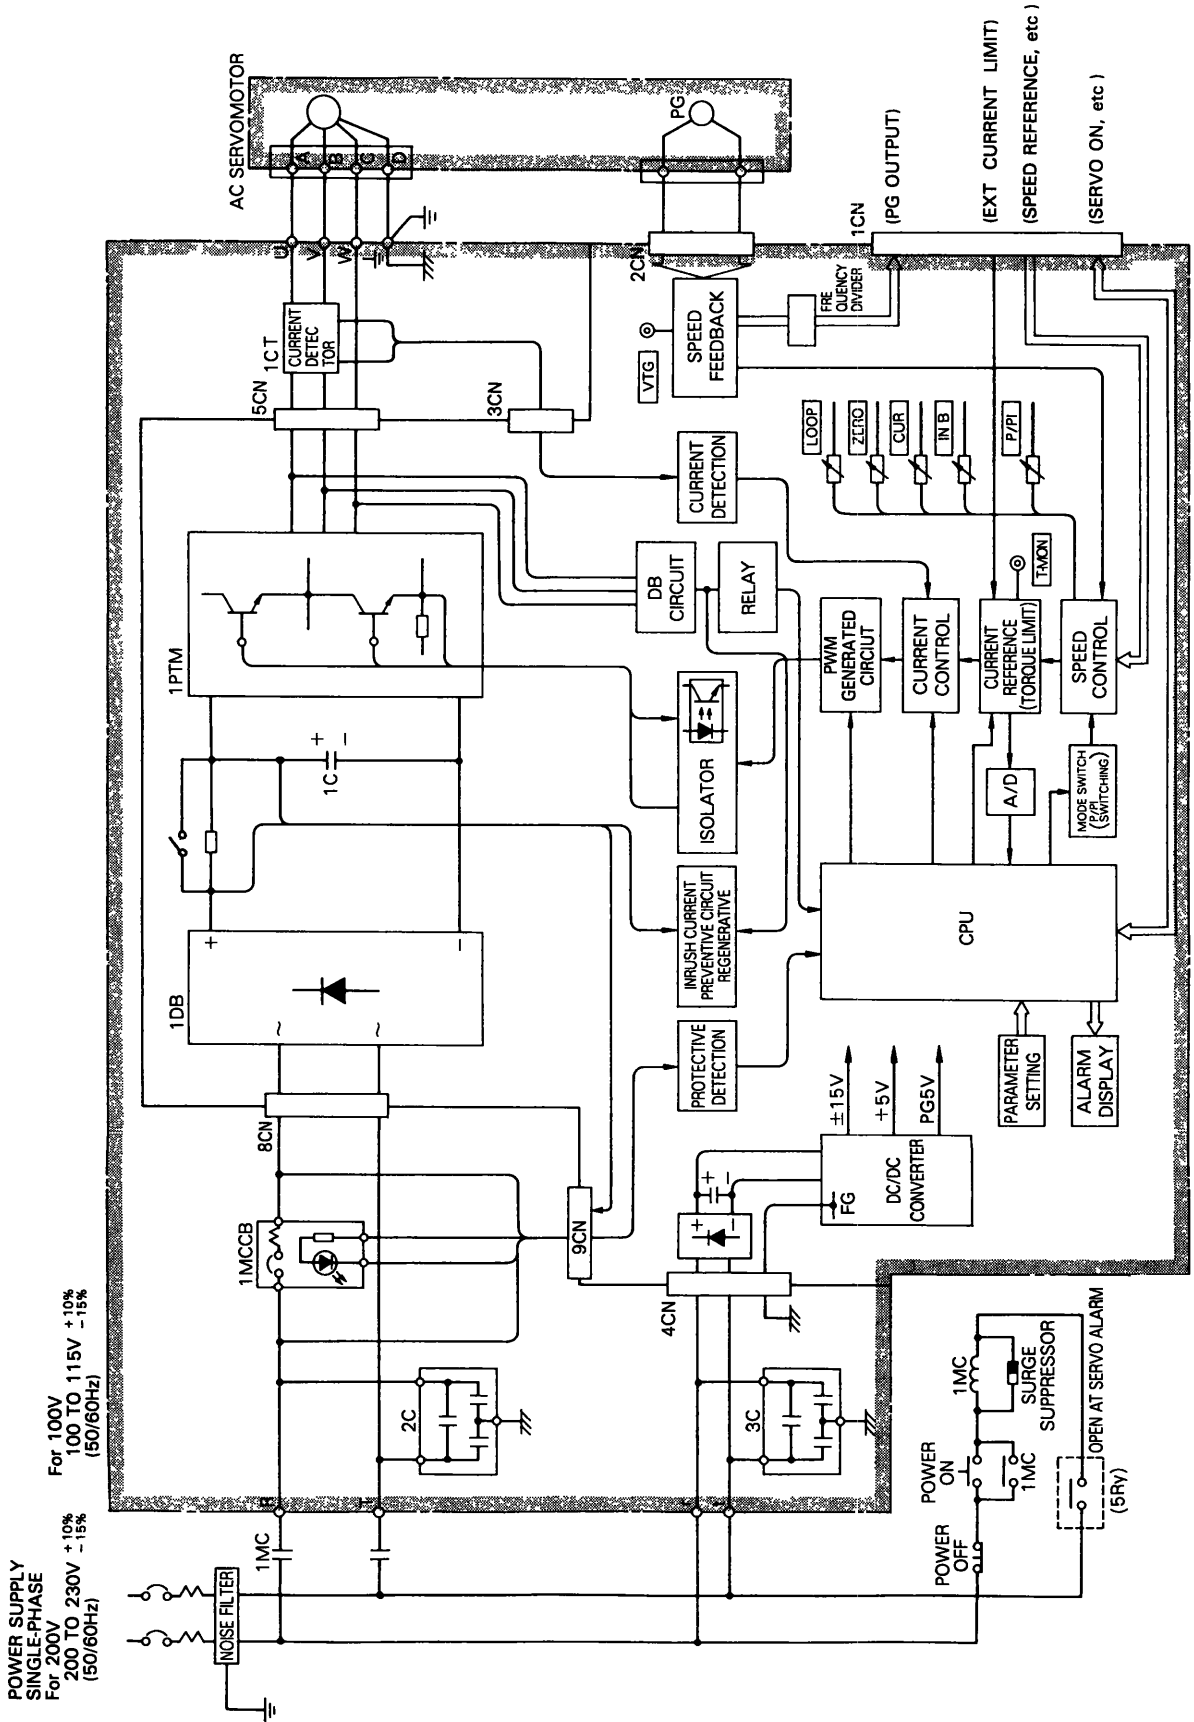 POWER SUPPLY
SINGLE-PHASE
For 200V
200 TO 230V +10%
-15%
(50/60Hz)
For 100V
100 TO 115V +10%
-15%
(50/60Hz)
NOISE FILTER
1MC
R
T
r
t
2C
3C
1MCCB
8CN
9CN
4CN
1DB
+
−
~
~
1C
+
−
1PTM
5CN
3CN
1CT
CURRENT
DETEC
TOR
U
V
W
AC SERVOMOTOR
A
B
C
D
PG
2CN
1CN
(PG OUTPUT)
(EXT CURRENT LIMIT)
(SPEED REFERENCE, etc )
(SERVO ON, etc )
SPEED
FEEDBACK
VTG
FRE
QUENCY
DIVIDER
CURRENT
DETECTION
LOOP
ZERO
CUR
IN B
P/PI
DB
CIRCUIT
RELAY
PWM
GENERATED
CIRCUIT
CURRENT
CONTROL
CURRENT
REFERENCE
(TORQUE LIMIT)
T-MON
SPEED
CONTROL
ISOLATOR
A/D
MODE SWITCH
(P/PI
SWITCHING)
INRUSH CURRENT
PREVENTIVE CIRCUIT
REGENERATIVE
CPU
PROTECTIVE
DETECTION
PARAMETER
SETTING
ALARM
DISPLAY
±15V
+5V
PG5V
DC/DC
CONVERTER
FG
+
−
+
−
POWER
OFF
POWER
ON
1MC
1MC
SURGE
SUPPRESSOR
(5Ry)
OPEN AT SERVO ALARM